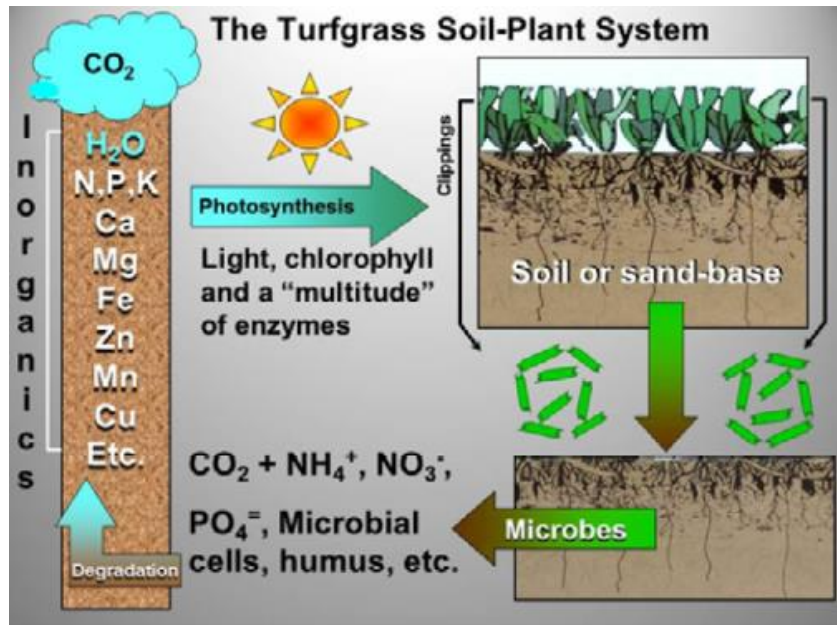 The Turfgrass Soil-Plant System
CO₂
Inorganics
H₂O
N,P,K
Ca
Mg
Fe
Zn
Mn
Cu
Etc.
Photosynthesis
Light, chlorophyll
and a “multitude”
of enzymes
Clippings
Soil or sand-base
Microbes
CO₂ + NH₄⁺, NO₃⁻,
PO₄⁼, Microbial
cells, humus, etc.
Degradation